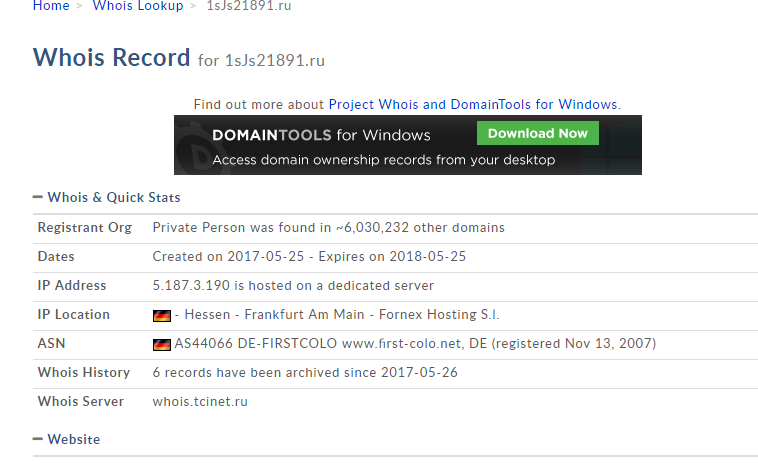 Home > Whois Lookup > 1sJs21891.ru
Whois Record for 1sJs21891.ru
Find out more about Project Whois and DomainTools for Windows.
DOMAINTOOLS for Windows
Download Now
Access domain ownership records from your desktop
Whois & Quick Stats
Registrant Org Private Person was found in ~6,030,232 other domains
Dates Created on 2017-05-25 - Expires on 2018-05-25
IP Address 5.187.3.190 is hosted on a dedicated server
IP Location - Hessen - Frankfurt Am Main - Fornex Hosting S.l.
ASN AS44066 DE-FIRSTCOLO www.first-colo.net, DE (registered Nov 13, 2007)
Whois History 6 records have been archived since 2017-05-26
Whois Server whois.tcinet.ru
Website